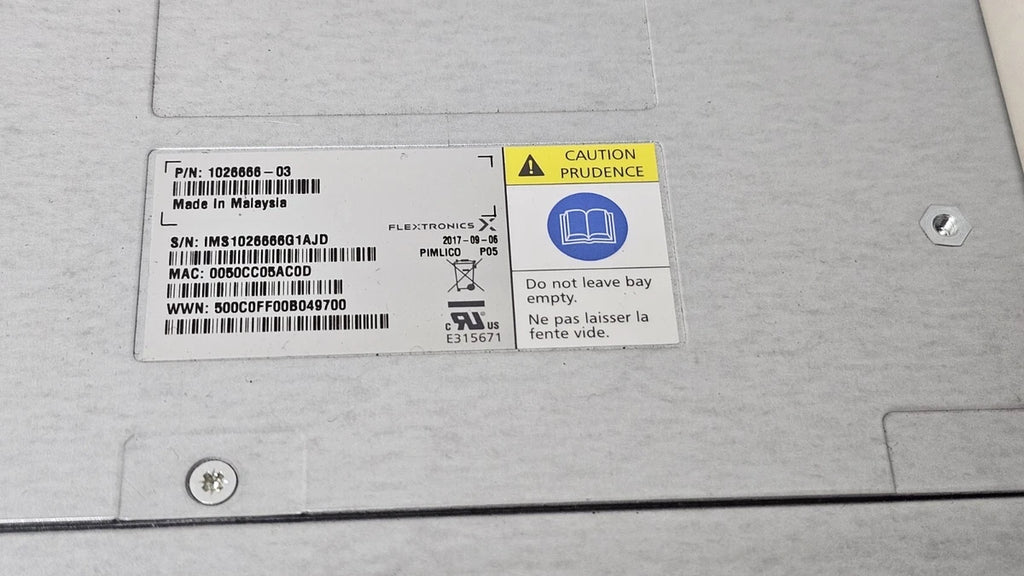 P/N: 1026666-03
Made In Malaysia
FLEXTRONICS
S/N: IMS1026666G1AJD
2017-09-06
PIMLICO P05
MAC: 0050CC05AC0D
WWN: 500C0FF00B049700
C UR US
E315671
CAUTION
PRUDENCE
Do not leave bay
empty.
Ne pas laisser la
fente vide.